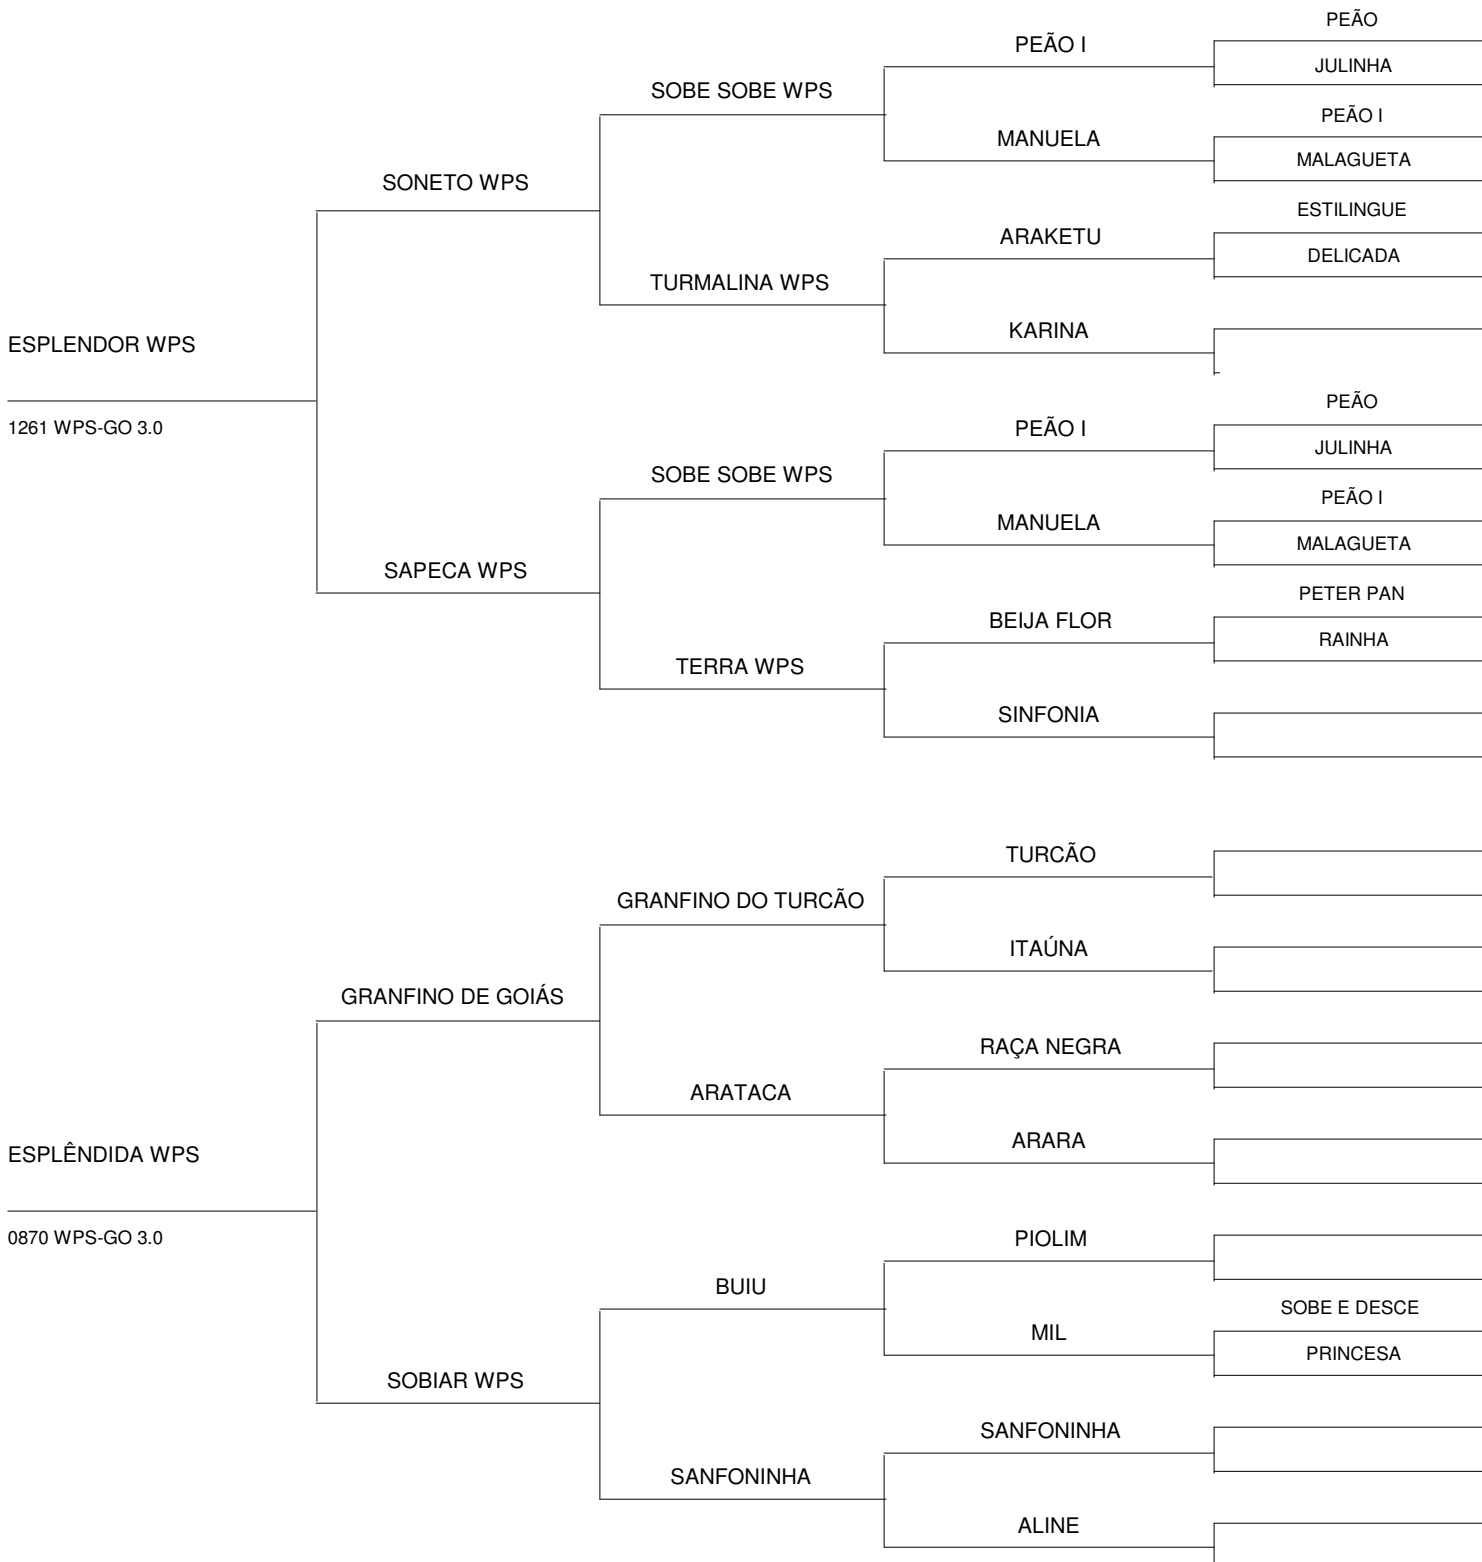 PEÃO
PEÃO I
JULINHA
SOBE SOBE WPS
PEÃO I
MANUELA
MALAGUETA
SONETO WPS
ESTILINGUE
ARAKETU
DELICADA
TURMALINA WPS
KARINA
ESPLENDOR WPS
PEÃO
1261 WPS-GO 3.0
PEÃO I
JULINHA
SOBE SOBE WPS
PEÃO I
MANUELA
MALAGUETA
SAPECA WPS
PETER PAN
BEIJA FLOR
RAINHA
TERRA WPS
SINFONIA
TURCÃO
GRANFINO DO TURCÃO
ITAÚNA
GRANFINO DE GOIÁS
RAÇA NEGRA
ARATACA
ARARA
ESPLÊNDIDA WPS
0870 WPS-GO 3.0
PIOLIM
BUIU
SOBE E DESCE
MIL
PRINCESA
SOBIAR WPS
SANFONINHA
SANFONINHA
ALINE